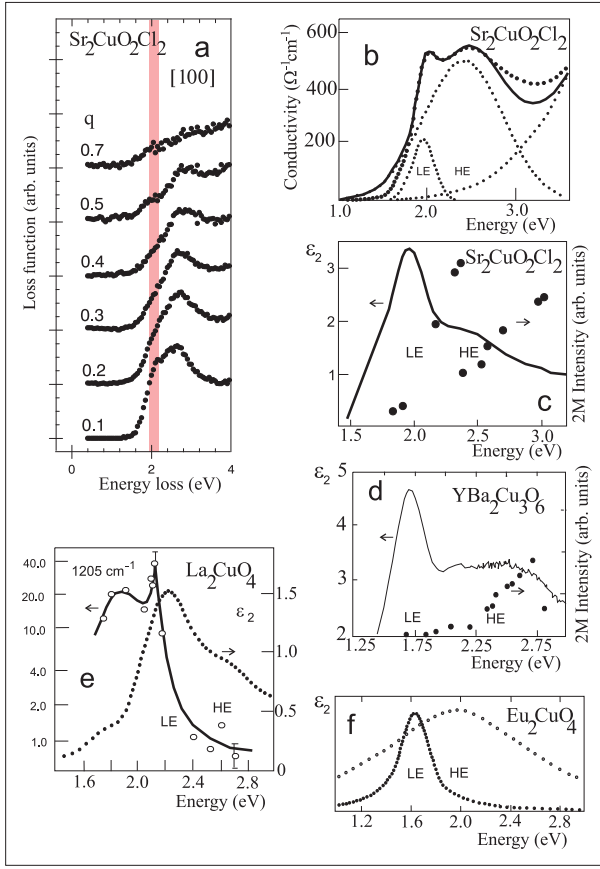 Sr2CuO2Cl2
a
[100]
q
0.7
0.5
0.4
0.3
0.2
0.1
Loss function (arb. units)
0
2
4
Energy loss (eV)
600
400
200
Conductivity (Ω-1cm-1)
b
Sr2CuO2Cl2
LE
HE
1.0
2.0
3.0
Energy (eV)
ε2
3
2
1
Sr2CuO2Cl2
LE
HE
c
2M Intensity (arb. units)
1.5
2.0
2.5
3.0
Energy (eV)
ε2
5
4
3
2
d
YBa2Cu3O6
LE
HE
2M Intensity (arb. units)
1.25
1.75
2.25
2.75
Energy (eV)
40.0
20.0
10.0
4.0
2.0
1.0
1205 cm-1
La2CuO4
ε2
1.5
1.0
0.5
0
e
LE
HE
1.6
2.0
2.4
2.8
Energy (eV)
ε2
f
Eu2CuO4
LE
HE
1.2
1.6
2.0
2.4
2.8
Energy (eV)